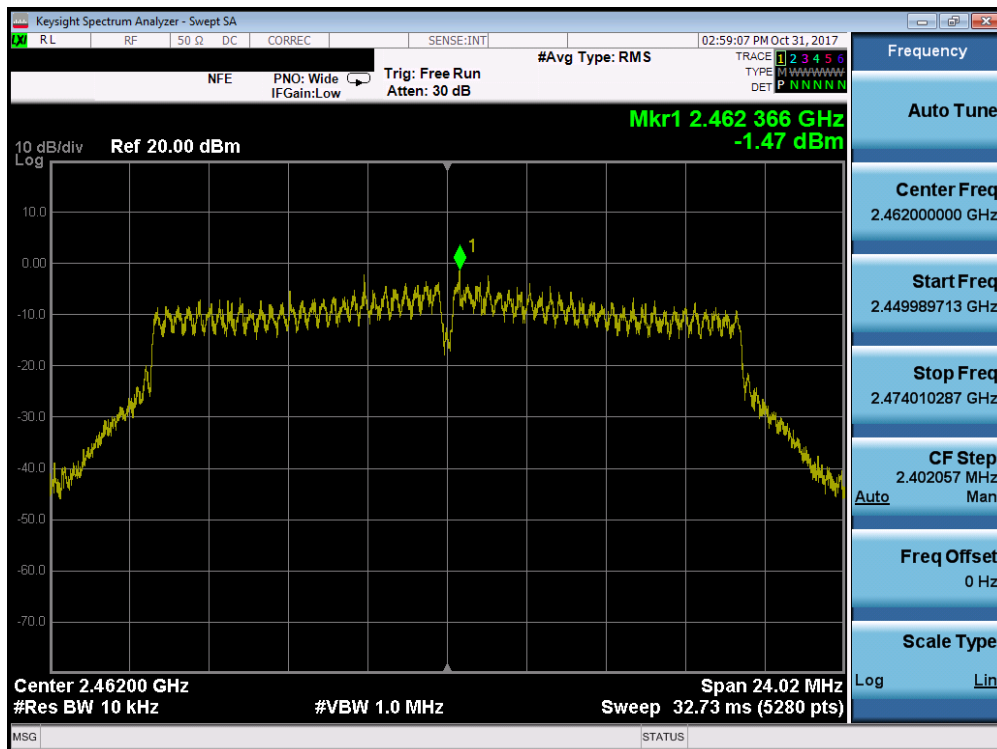 Keysight Spectrum Analyzer - Swept SA
LXI RL RF 50 Ω DC CORREC SENSE:INT 02:59:07 PM Oct 31, 2017
Frequency
NFE PNO: Wide Trig: Free Run #Avg Type: RMS TRACE 1 2 3 4 5 6
IFGain:Low Atten: 30 dB TYPE M WWWWW
DET P N N N N N
Auto Tune
Mkr1 2.462 366 GHz
10 dB/div Ref 20.00 dBm -1.47 dBm
Log
10.0
0.00
-10.0
-20.0
-30.0
-40.0
-50.0
-60.0
-70.0
1
Center Freq
2.462000000 GHz
Start Freq
2.449989713 GHz
Stop Freq
2.474010287 GHz
CF Step
2.402057 MHz
Auto Man
Freq Offset
0 Hz
Scale Type
Log Lin
Center 2.46200 GHz Span 24.02 MHz
#Res BW 10 kHz #VBW 1.0 MHz Sweep 32.73 ms (5280 pts)
MSG STATUS